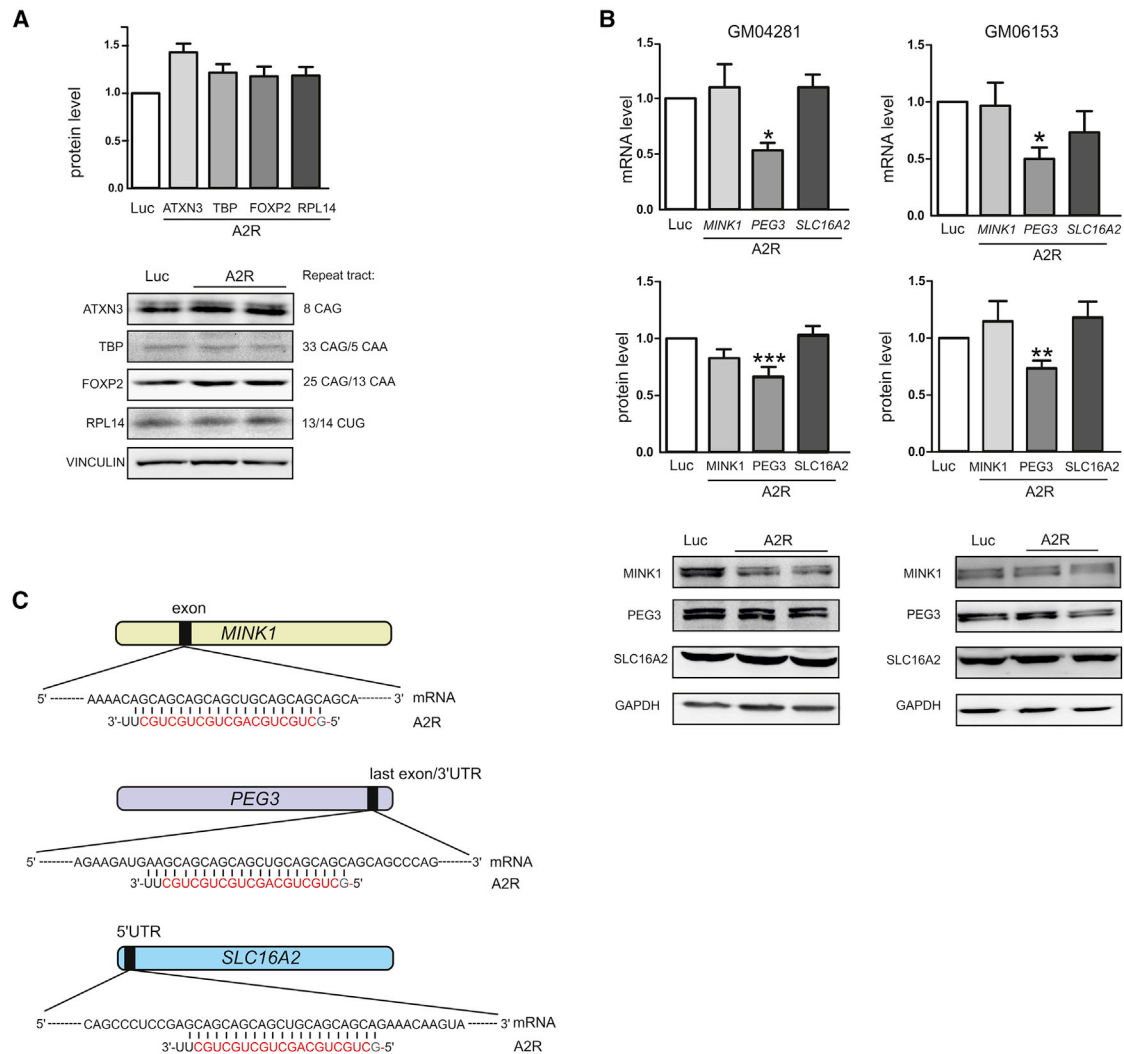 A
protein level
1.5
1.5
1.0
1.0
Luc
ATXN3
TBP
FOXP2
RPL14
A2R
Luc
A2R
Repeat tract:
ATXN3
8 CAG
TBP
33 CAG/5 CAA
FOXP2
25 CAG/13 CAA
RPL14
13/14 CUG
VINCULIN
B
GM04281
mRNA level
1.5
1.0
0.5
0.0
*
Luc
MINK1
PEG3
SLC16A2
A2R
GM06153
mRNA level
1.5
1.0
0.5
0.0
*
Luc
MINK1
PEG3
SLC16A2
A2R
protein level
1.5
1.0
0.5
0.0
***
Luc
MINK1
PEG3
SLC16A2
A2R
protein level
1.5
1.0
0.5
0.0
**
Luc
MINK1
PEG3
SLC16A2
A2R
Luc
A2R
MINK1
PEG3
SLC16A2
GAPDH
Luc
A2R
MINK1
PEG3
SLC16A2
GAPDH
C
exon
MINK1
5' -------- AAAACAGCAGCAGCAGCUGCAGCAGCAGCA-------- 3' mRNA
3'-UUCGUCGUCGUCGACGUCGUCG-5' A2R
last exon/3'UTR
PEG3
5' --------AGAAGAUGAAGCAGCAGCAGCUGCAGCAGCAGCAGCCCAG--------3' mRNA
3'-UUCGUCGUCGUCGACGUCGUCG-5' A2R
5'UTR
SLC16A2
5' -------- CAGCCCUCCGAGCAGCAGCAGCUGCAGCAGCAGAAACAAGUA ------- 3' mRNA
3'-UUCGUCGUCGUCGACGUCGUCG-5' A2R